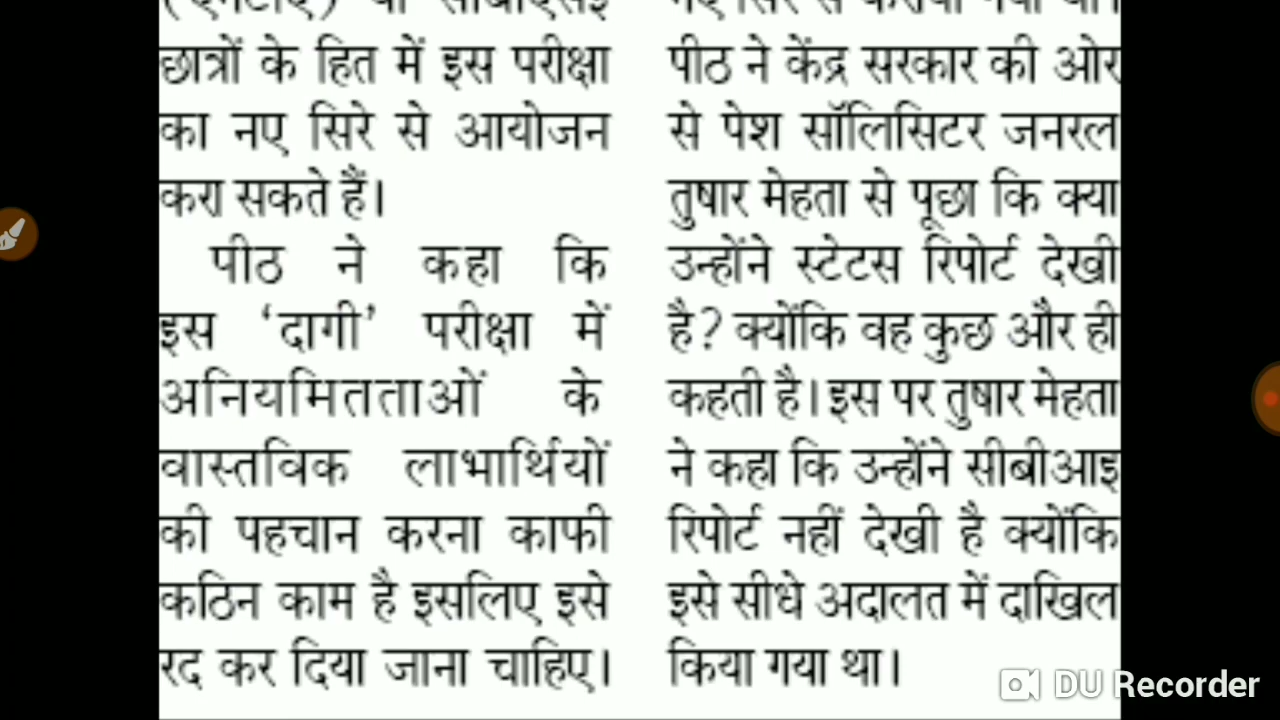 छात्रों के हित में इस परीक्षा
का नए सिरे से आयोजन
करा सकते हैं।
पीठ ने कहा कि
इस ‘दागी’ परीक्षा में
अनियमितताओं के
वास्तविक लाभार्थियों
की पहचान करना काफी
कठिन काम है इसलिए इसे
रद कर दिया जाना चाहिए।
पीठ ने केंद्र सरकार की ओर
से पेश सॉलिसिटर जनरल
तुषार मेहता से पूछा कि क्या
उन्होंने स्टेटस रिपोर्ट देखी
है? क्योंकि वह कुछ और ही
कहती है। इस पर तुषार मेहता
ने कहा कि उन्होंने सीबीआइ
रिपोर्ट नहीं देखी है क्योंकि
इसे सीधे अदालत में दाखिल
किया गया था।
DU Recorder